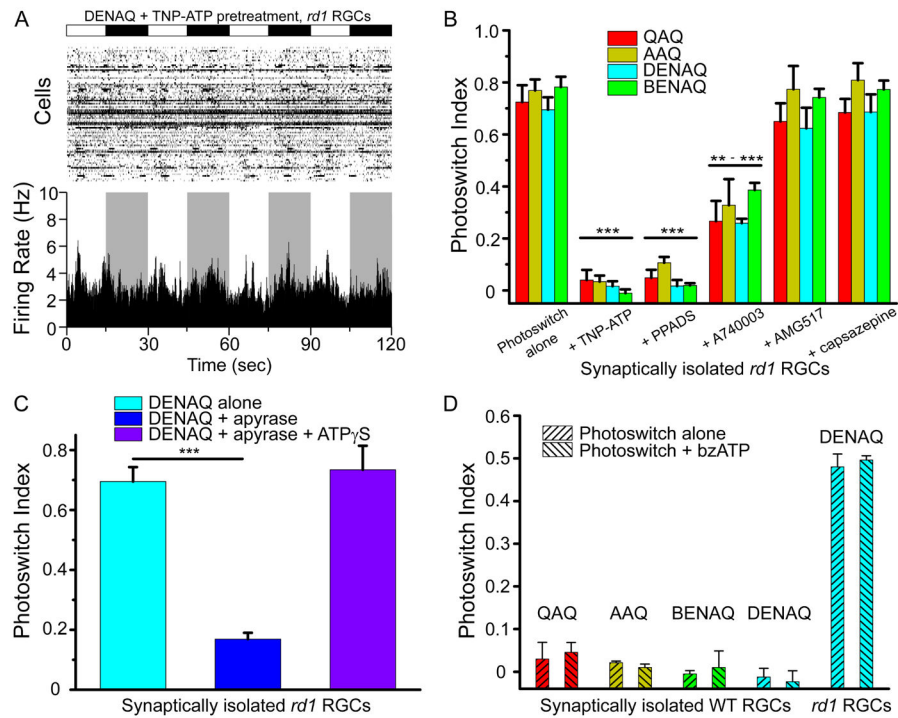 A
DENAQ + TNP-ATP pretreatment, rd1 RGCs
Cells
Firing Rate (Hz)
10
8
6
4
2
0
0 30 60 90 120
Time (sec)
B
QAQ
AAQ
DENAQ
BENAQ
Photoswitch Index
0.8
0.6
0.4
0.2
0
***
***
** - ***
Photoswitch alone
+ TNP-ATP
+ PPADS
+ A740003
+ AMG517
+ capsazepine
Synaptically isolated rd1 RGCs
C
DENAQ alone
DENAQ + apyrase
DENAQ + apyrase + ATPγS
Photoswitch Index
0.8
0.6
0.4
0.2
0
***
Synaptically isolated rd1 RGCs
D
Photoswitch alone
Photoswitch + bzATP
Photoswitch Index
0.6
0.5
0.5
0.3
0.2
0.1
0
QAQ AAQ BENAQ DENAQ
DENAQ
Synaptically isolated WT RGCs rd1 RGCs